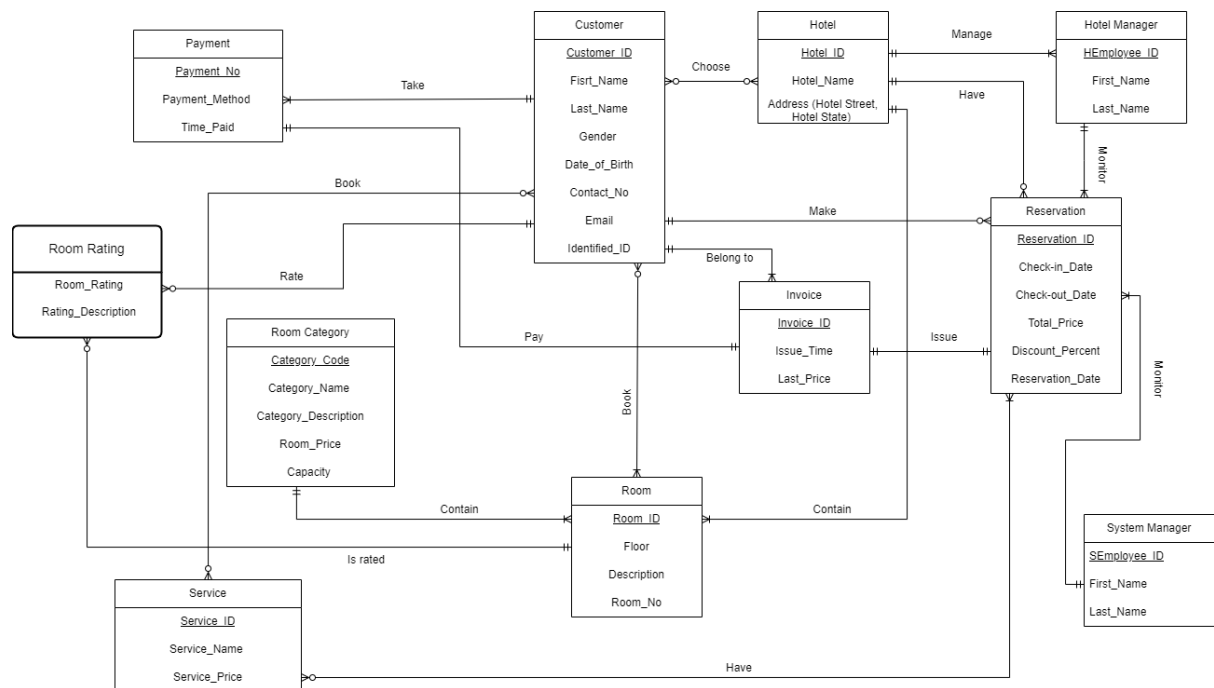 Payment
Payment_No
Payment_Method
Time_Paid
Customer
Customer_ID
Fisrt_Name
Last_Name
Gender
Date_of_Birth
Contact_No
Email
Identified_ID
Hotel
Hotel_ID
Hotel_Name
Address (Hotel Street,
Hotel State)
Hotel Manager
HEmployee_ID
First_Name
Last_Name
Take
Choose
Manage
Have
Monitor
Book
Make
Rate
Belong to
Room Rating
Room_Rating
Rating_Description
Reservation
Reservation_ID
Check-in_Date
Check-out_Date
Total_Price
Discount_Percent
Reservation_Date
Invoice
Invoice_ID
Issue_Time
Last_Price
Pay
Issue
Monitor
Room Category
Category_Code
Category_Name
Category_Description
Room_Price
Capacity
Book
Contain
Contain
Is rated
Room
Room_ID
Floor
Description
Room_No
System Manager
SEmployee_ID
First_Name
Last_Name
Service
Service_ID
Service_Name
Service_Price
Have